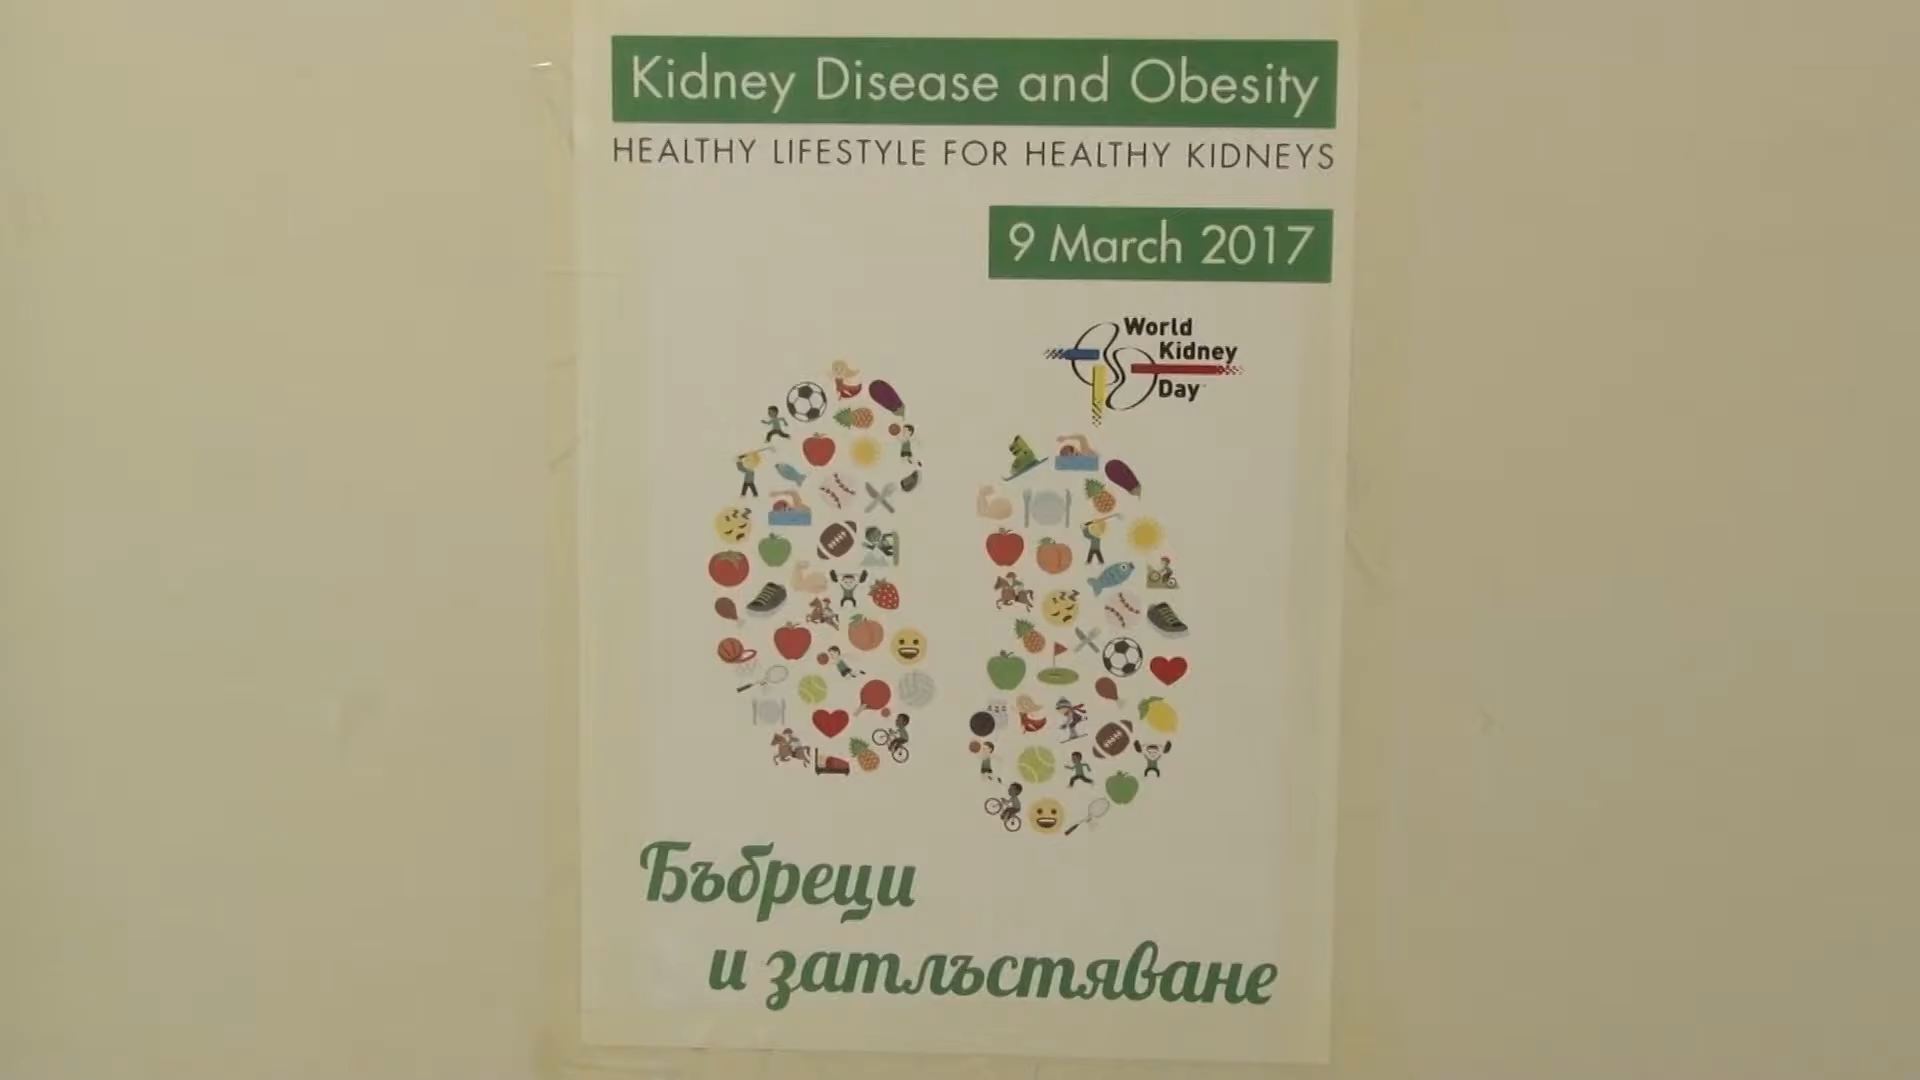 Kidney Disease and Obesity
HEALTHY LIFESTYLE FOR HEALTHY KIDNEYS
9 March 2017
World
Kidney
Day
Бъбреци
и затлъстяване